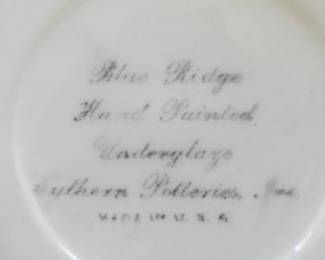 Blue Ridge
Hand Painted
Underglaze
Southern Potteries, Inc.
MADE IN U.S.A